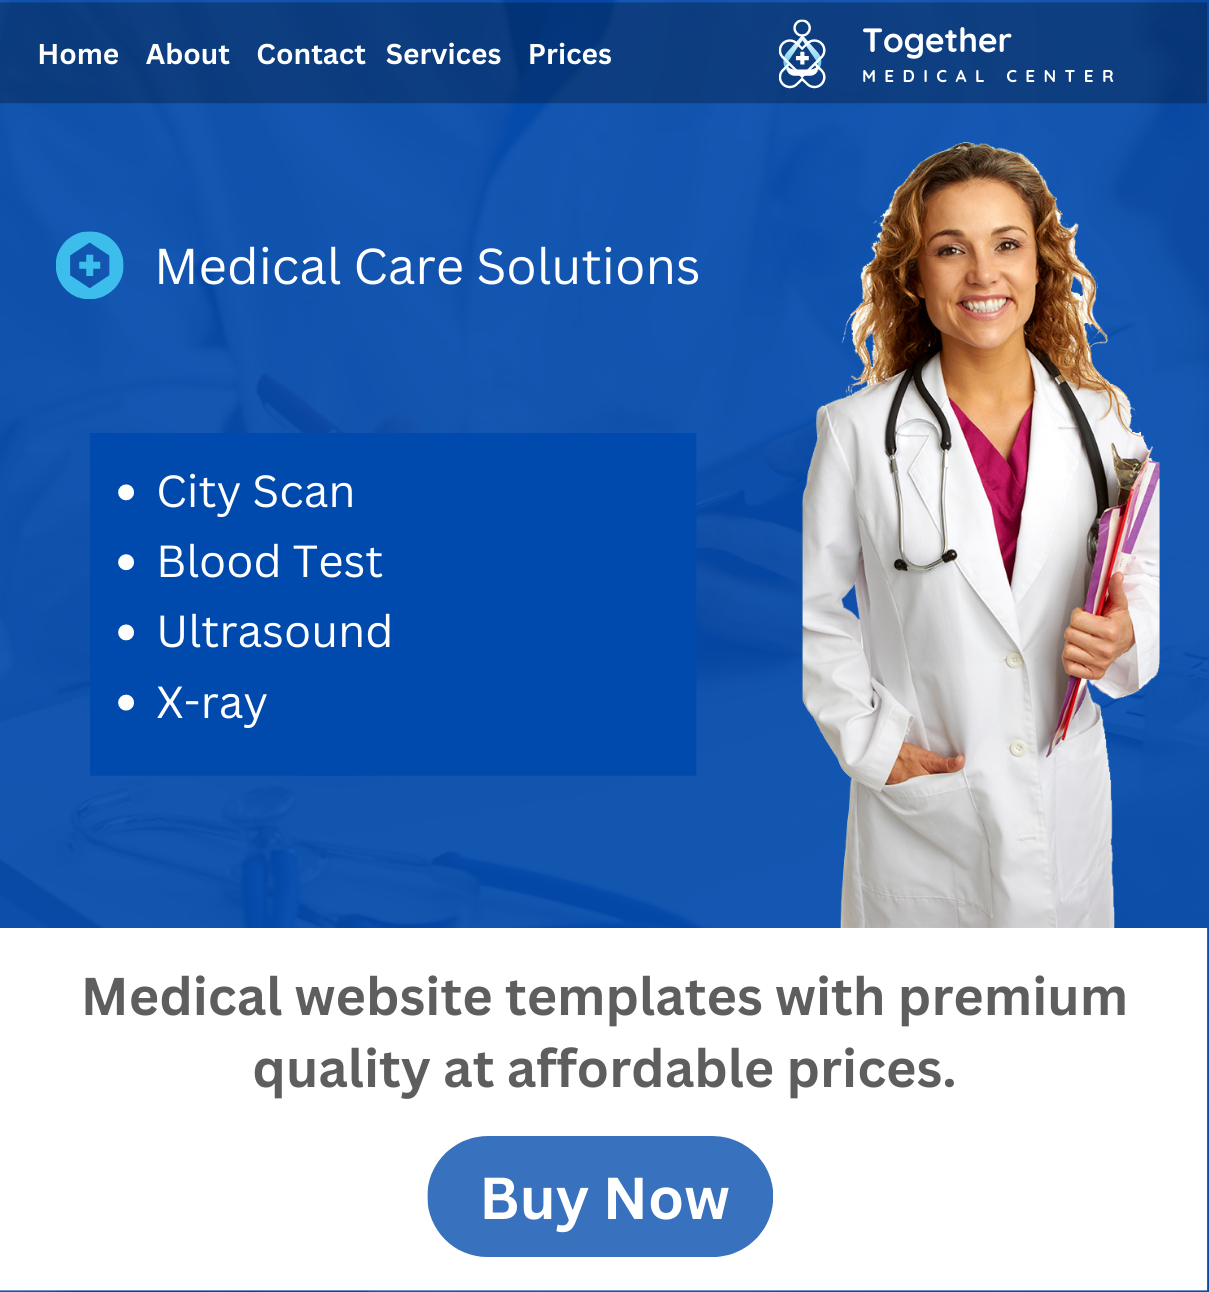 Home About Contact Services Prices
Together
MEDICAL CENTER
Medical Care Solutions
City Scan
Blood Test
Ultrasound
X-ray
Medical website templates with premium
quality at affordable prices.
Buy Now